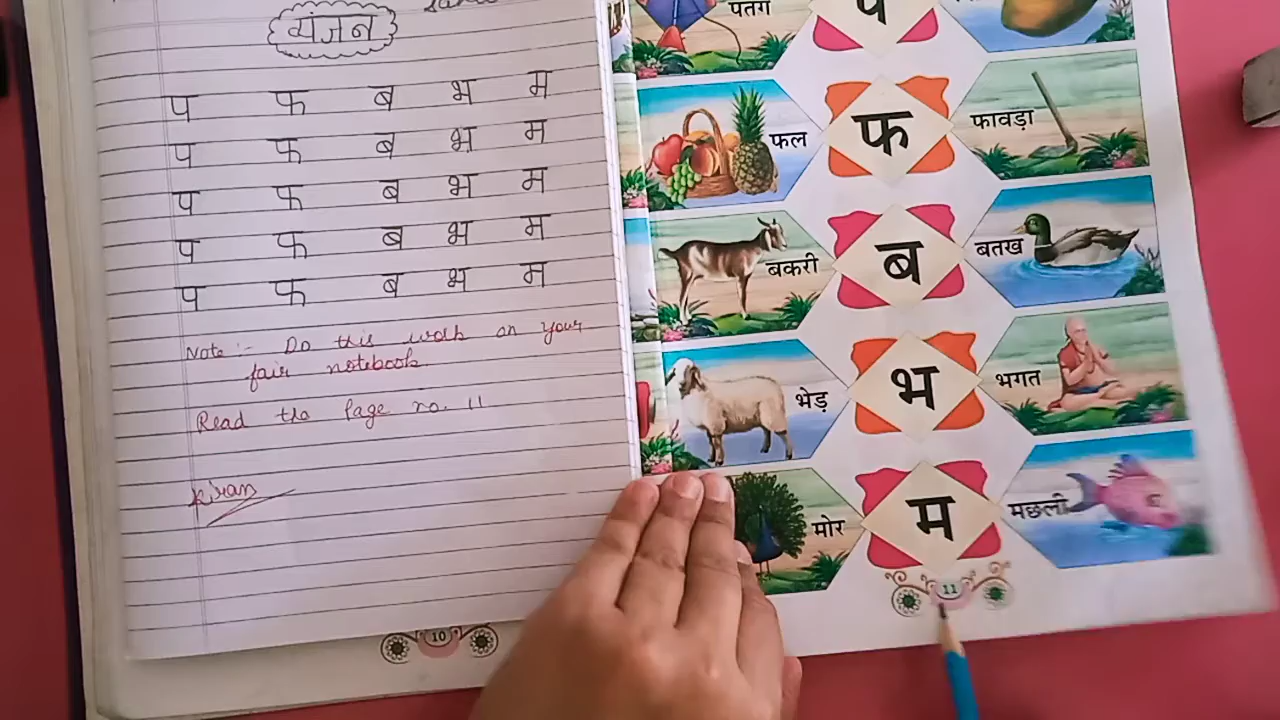 व्यंजन
प फ ब भ म
प फ ब भ म
प फ ब भ म
प फ ब भ म
प फ ब भ म
Note :- Do this work on your
fair notebook.
Read the Page no. 11
Kiran
10
पतंग प
फल फ फावड़ा
बकरी ब बतख
भेड़ भ भगत
मोर म मछली
11